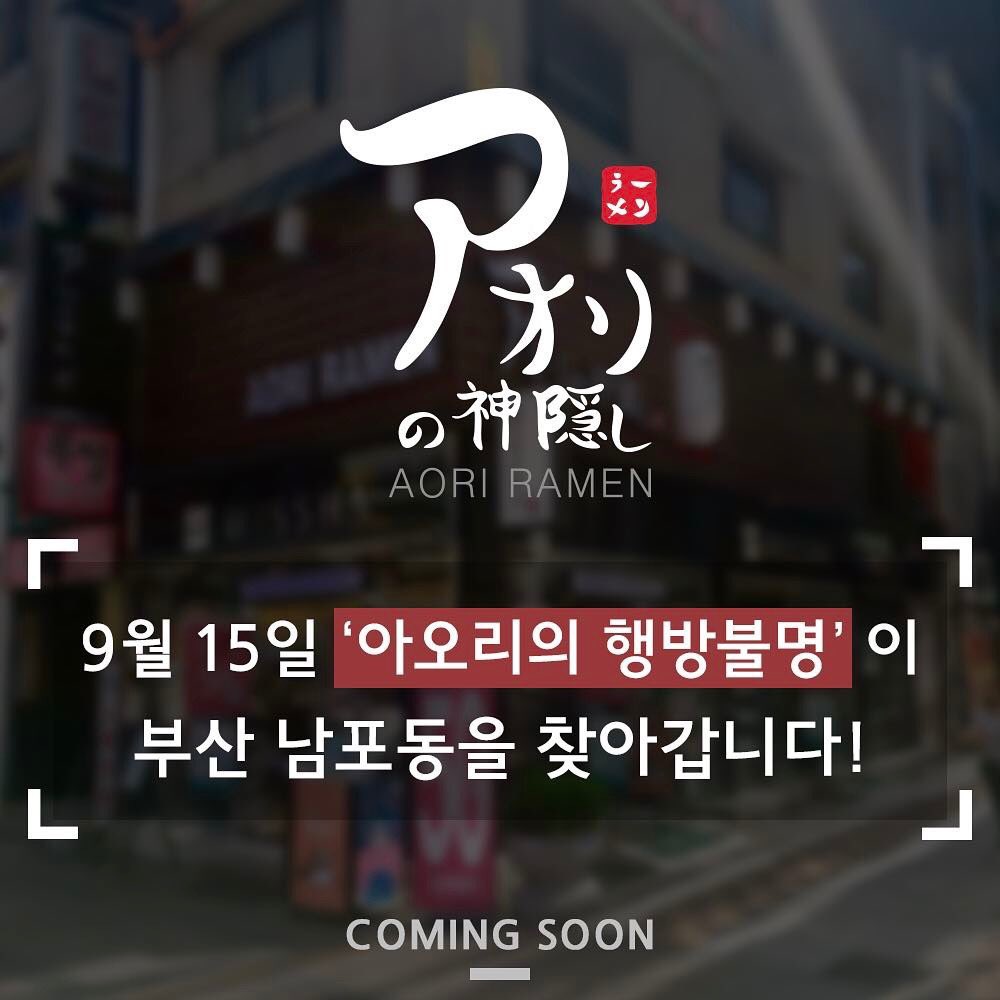 アオリ
ラー
メン
の神隠し
AORI RAMEN
AORI RAMEN
9월 15일 ‘아오리의 행방불명’ 이
부산 남포동을 찾아갑니다!
COMING SOON